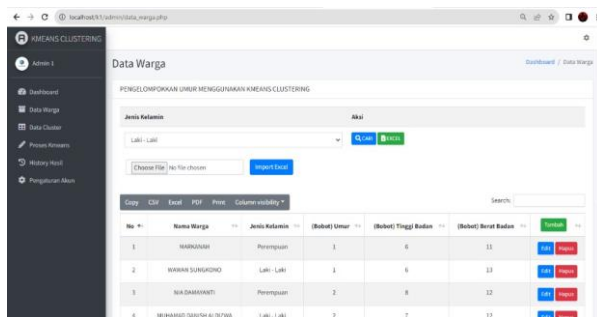 localhost/k3/admin/data_warga.php
KMEANS CLUSTERING
Admin 1
Data Warga
Dashboard / Data Warga
Dashboard
Data Warga
Data Cluster
Proses Kmeans
History Hasil
Pengaturan Akun
PENGELOMPOKKAN UMUR MENGGUNAKAN KMEANS CLUSTERING
Jenis Kelamin Aksi
Laki - Laki CARI EXCEL
Choose File No file chosen Import Excel
Copy CSV Excel PDF Print Column visibility Search:
No Nama Warga Jenis Kelamin (Bobot) Umur (Bobot) Tinggi Badan (Bobot) Berat Badan Tambah
1 MARKANAH Perempuan 1 6 11 Edit Hapus
2 WAWAN SUNGKONO Laki - Laki 1 6 13 Edit Hapus
3 NIA DAMAYANTI Perempuan 2 8 12 Edit Hapus
4 MUHAMAD DANISH Laki - Laki 2 7 12 Edit Hapus